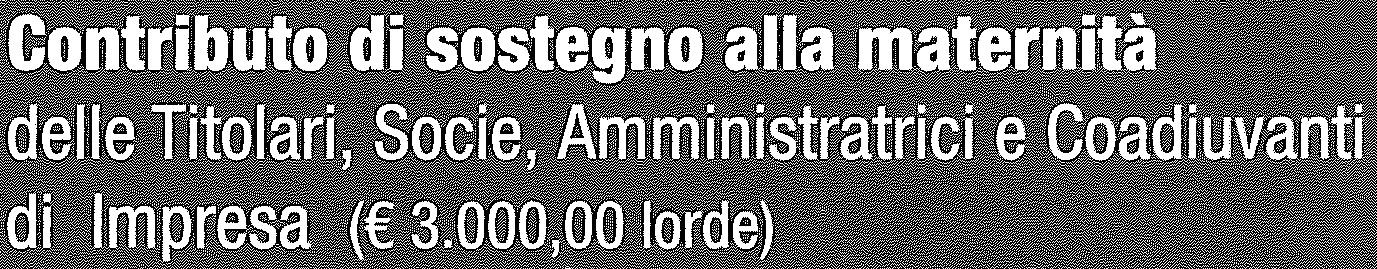 Contributo di sostegno alla maternità
delle Titolari, Socie, Amministratrici e Coadiuvanti
di Impresa (€ 3.000,00 lorde)